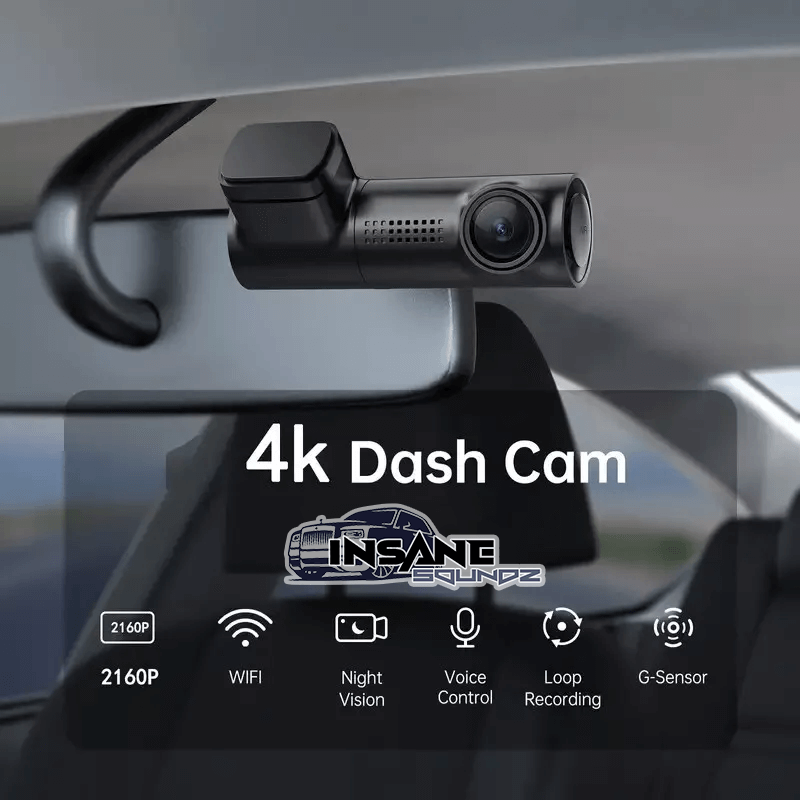 4k Dash Cam
INSANE
SOUNDZ
2160P
2160P
WIFI
Night
Vision
Voice
Control
Loop
Recording
G-Sensor